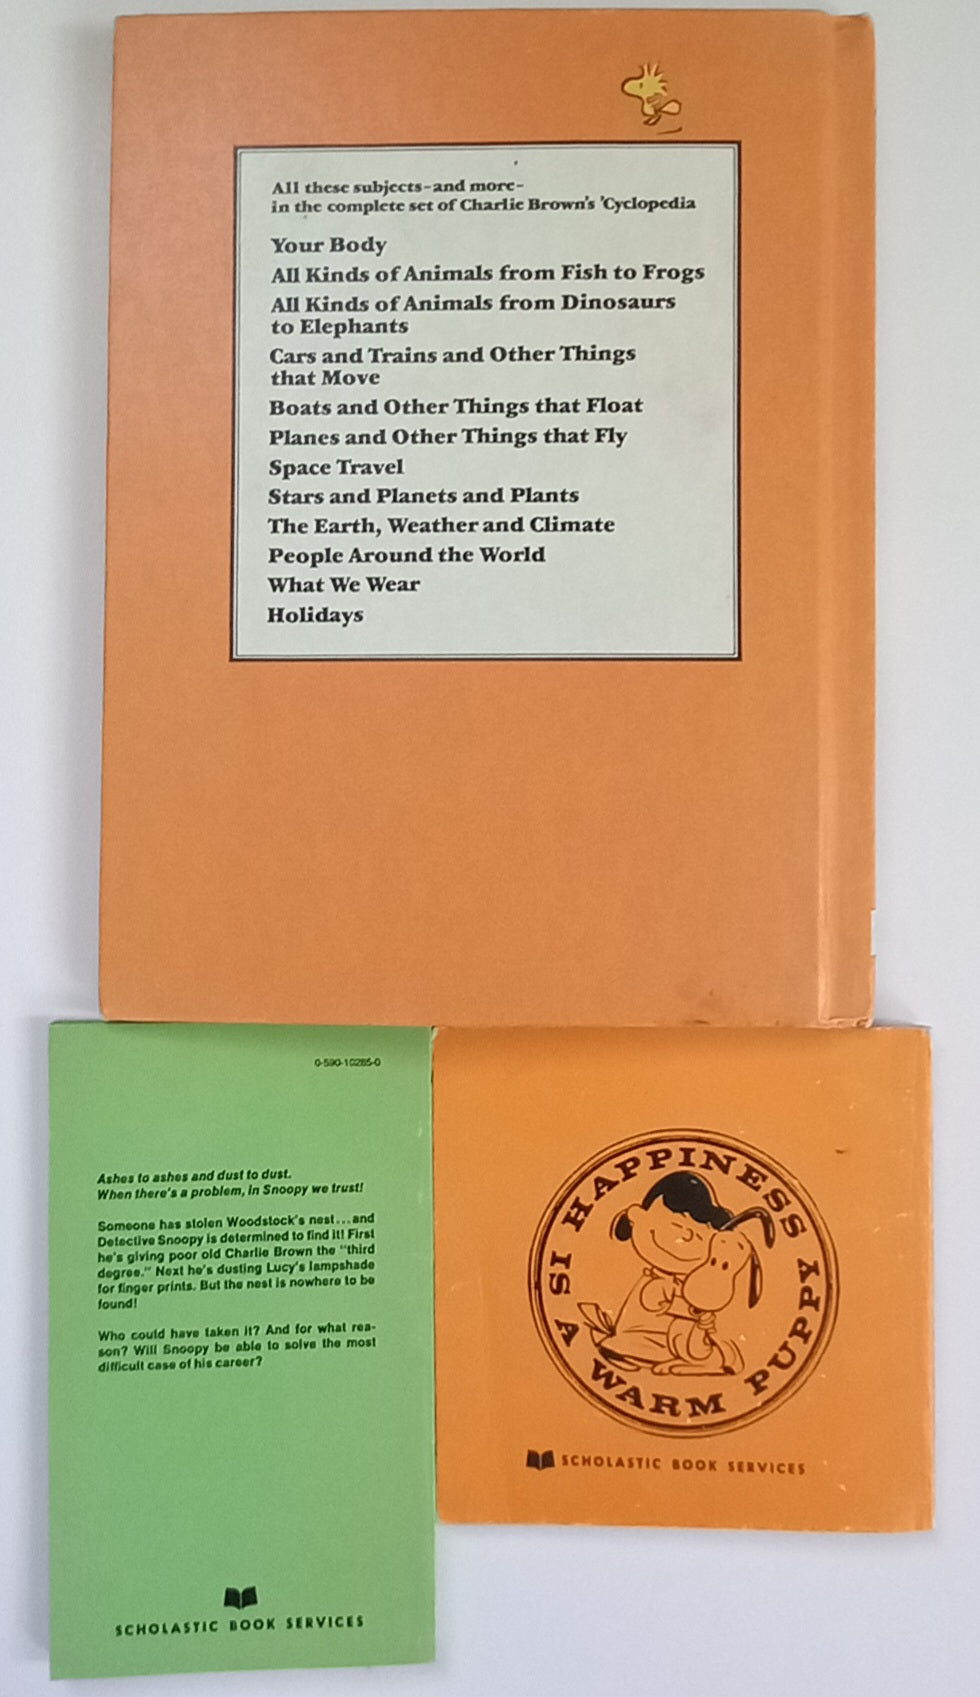 All these subjects-and more-
in the complete set of Charlie Brown's 'Cyclopedia
Your Body
All Kinds of Animals from Fish to Frogs
All Kinds of Animals from Dinosaurs
to Elephants
Cars and Trains and Other Things
that Move
Boats and Other Things that Float
Planes and Other Things that Fly
Space Travel
Stars and Planets and Plants
The Earth, Weather and Climate
People Around the World
What We Wear
Holidays
0-590-10285-0
Ashes to ashes and dust to dust.
When there's a problem, in Snoopy we trust!
Someone has stolen Woodstock's nest...and
Detective Snoopy is determined to find it! First
he's giving poor old Charlie Brown the "third
degree." Next he's dusting Lucy's lampshade
for finger prints. But the nest is nowhere to be
found!
Who could have taken it? And for what rea-
son? Will Snoopy be able to solve the most
difficult case of his career?
SCHOLASTIC BOOK SERVICES
HAPPINESS IS A WARM PUPPY
SCHOLASTIC BOOK SERVICES